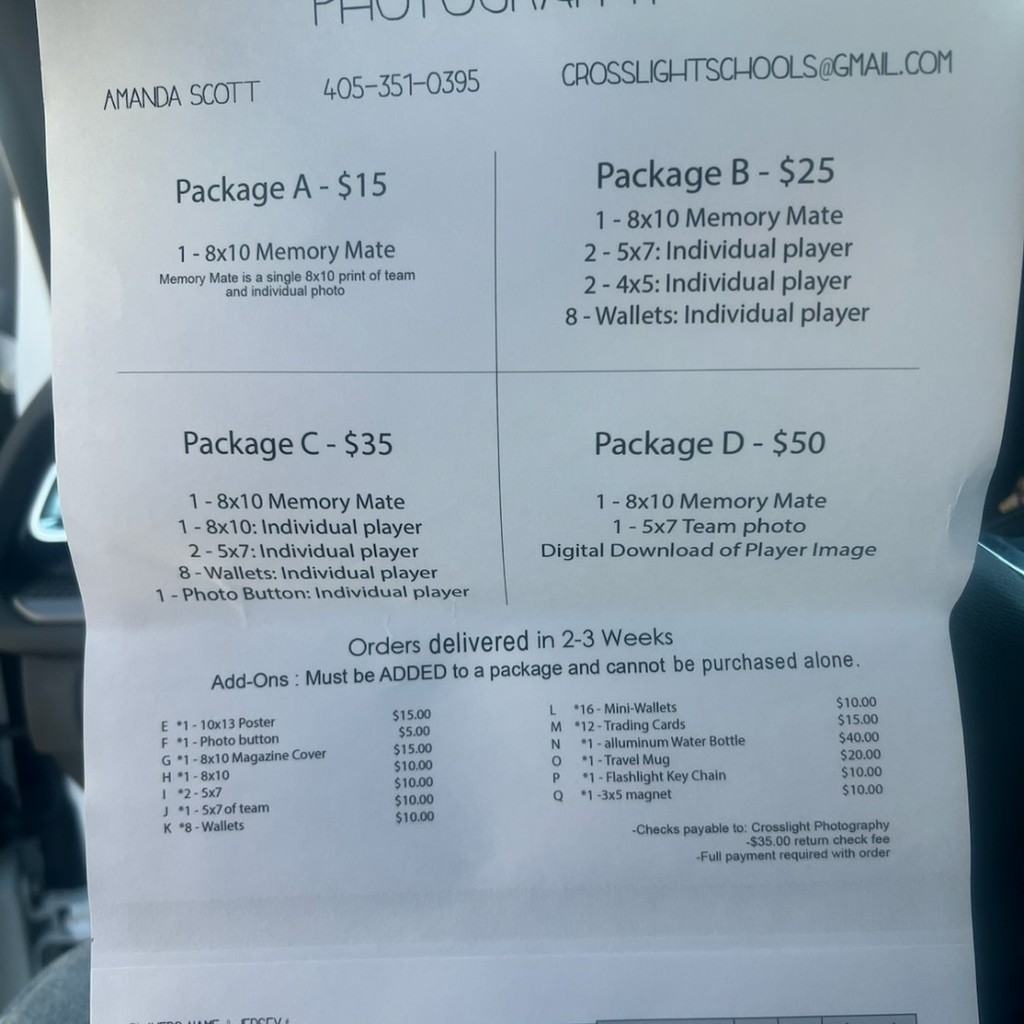 PHOTOGRAPHY
AMANDA SCOTT 405-351-0395 CROSSLIGHTSCHOOLS@GMAIL.COM
Package A - $15
1 - 8x10 Memory Mate
Memory Mate is a single 8x10 print of team
and individual photo
Package B - $25
1 - 8x10 Memory Mate
2 - 5x7: Individual player
2 - 4x5: Individual player
8 - Wallets: Individual player
Package C - $35
1 - 8x10 Memory Mate
1 - 8x10: Individual player
2 - 5x7: Individual player
8 - Wallets: Individual player
1 - Photo Button: Individual player
Package D - $50
1 - 8x10 Memory Mate
1 - 5x7 Team photo
Digital Download of Player Image
Orders delivered in 2-3 Weeks
Add-Ons : Must be ADDED to a package and cannot be purchased alone.
E *1 - 10x13 Poster $15.00
F *1 - Photo button $5.00
G *1 - 8x10 Magazine Cover $15.00
H *1 - 8x10 $10.00
I *2 - 5x7 $10.00
J *1 - 5x7 of team $10.00
K *8 - Wallets $10.00
L *16 - Mini-Wallets $10.00
M *12 - Trading Cards $15.00
N *1 - alluminum Water Bottle $40.00
O *1 - Travel Mug $20.00
P *1 - Flashlight Key Chain $10.00
Q *1 -3x5 magnet $10.00
-Checks payable to: Crosslight Photography
-$35.00 return check fee
-Full payment required with order